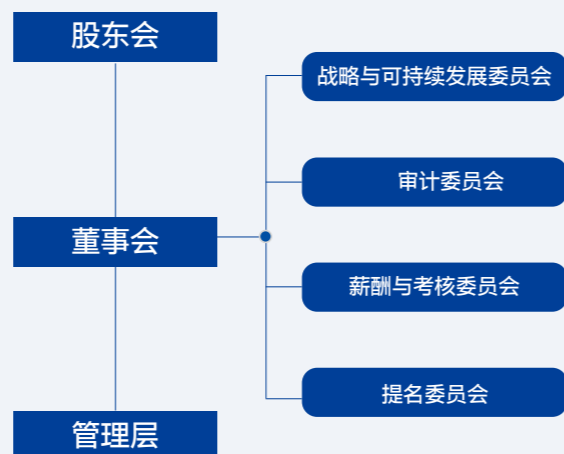 股东会
战略与可持续发展委员会
审计委员会
董事会
薪酬与考核委员会
提名委员会
管理层